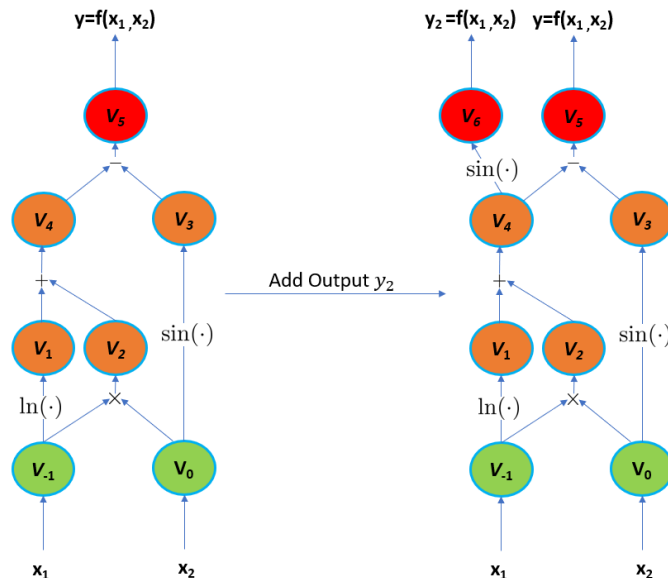 y=f(x₁,x₂) y₂=f(x₁,x₂) y=f(x₁,x₂)
V₅ V₆ V₅
− sin(·) −
V₄ V₃ V₄ V₃
+ Add Output y₂ +
V₁ V₂ sin(·) V₁ V₂ sin(·)
ln(·) × ln(·) ×
V₋₁ V₀ V₋₁ V₀
x₁ x₂ x₁ x₂